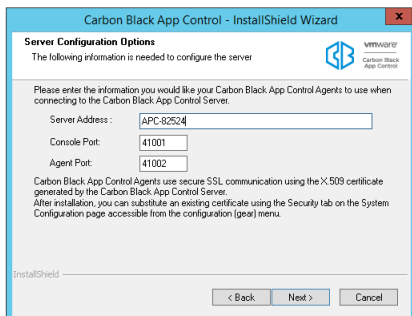 Carbon Black App Control - InstallShield Wizard
x
Server Configuration Options
The following information is needed to configure the server
vmware
Carbon Black
App Control
Please enter the information you would like your Carbon Black App Control Agents to use when
connecting to the Carbon Black App Control Server.
Server Address :
APC-82524
Console Port:
41001
Agent Port:
41002
Carbon Black App Control Agents use secure SSL communication using the X.509 certificate
generated by the Carbon Black App Control Server.
After installation, you can substitute an existing certificate using the Security tab on the System
Configuration page accessible from the configuration (gear) menu.
InstallShield
< Back
Next >
Cancel